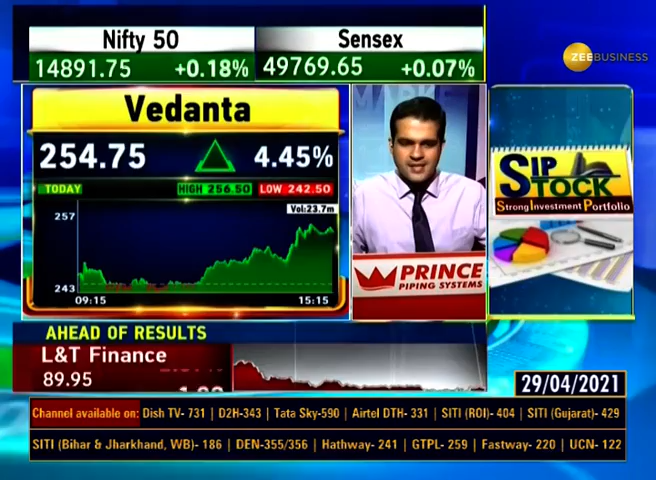 Nifty 50
Sensex
14891.75 +0.18%
49769.65 +0.07%
ZEEBUSINESS
Vedanta
254.75 4.45%
TODAY HIGH 256.50 LOW 242.50
Vol:23.7m
257
243
09:15 15:15
PRINCE
PIPING SYSTEMS
SIP
STOCK
Strong Investment Portfolio
AHEAD OF RESULTS
L&T Finance
89.95
29/04/2021
Channel available on: Dish TV- 731 | D2H-343 | Tata Sky-590 | Airtel DTH- 331 | SITI (ROI)- 404 | SITI (Gujarat)- 429
SITI (Bihar & Jharkhand, WB)- 186 | DEN-355/356 | Hathway- 241 | GTPL- 259 | Fastway- 220 | UCN- 122